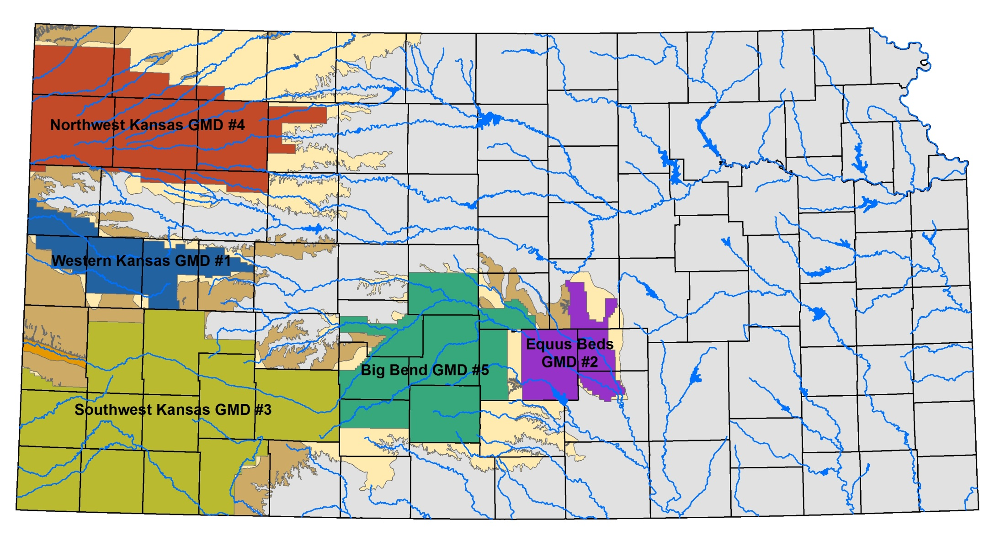 Northwest Kansas GMD #4
Western Kansas GMD #1
Equus Beds
GMD #2
Big Bend GMD #5
Southwest Kansas GMD #3